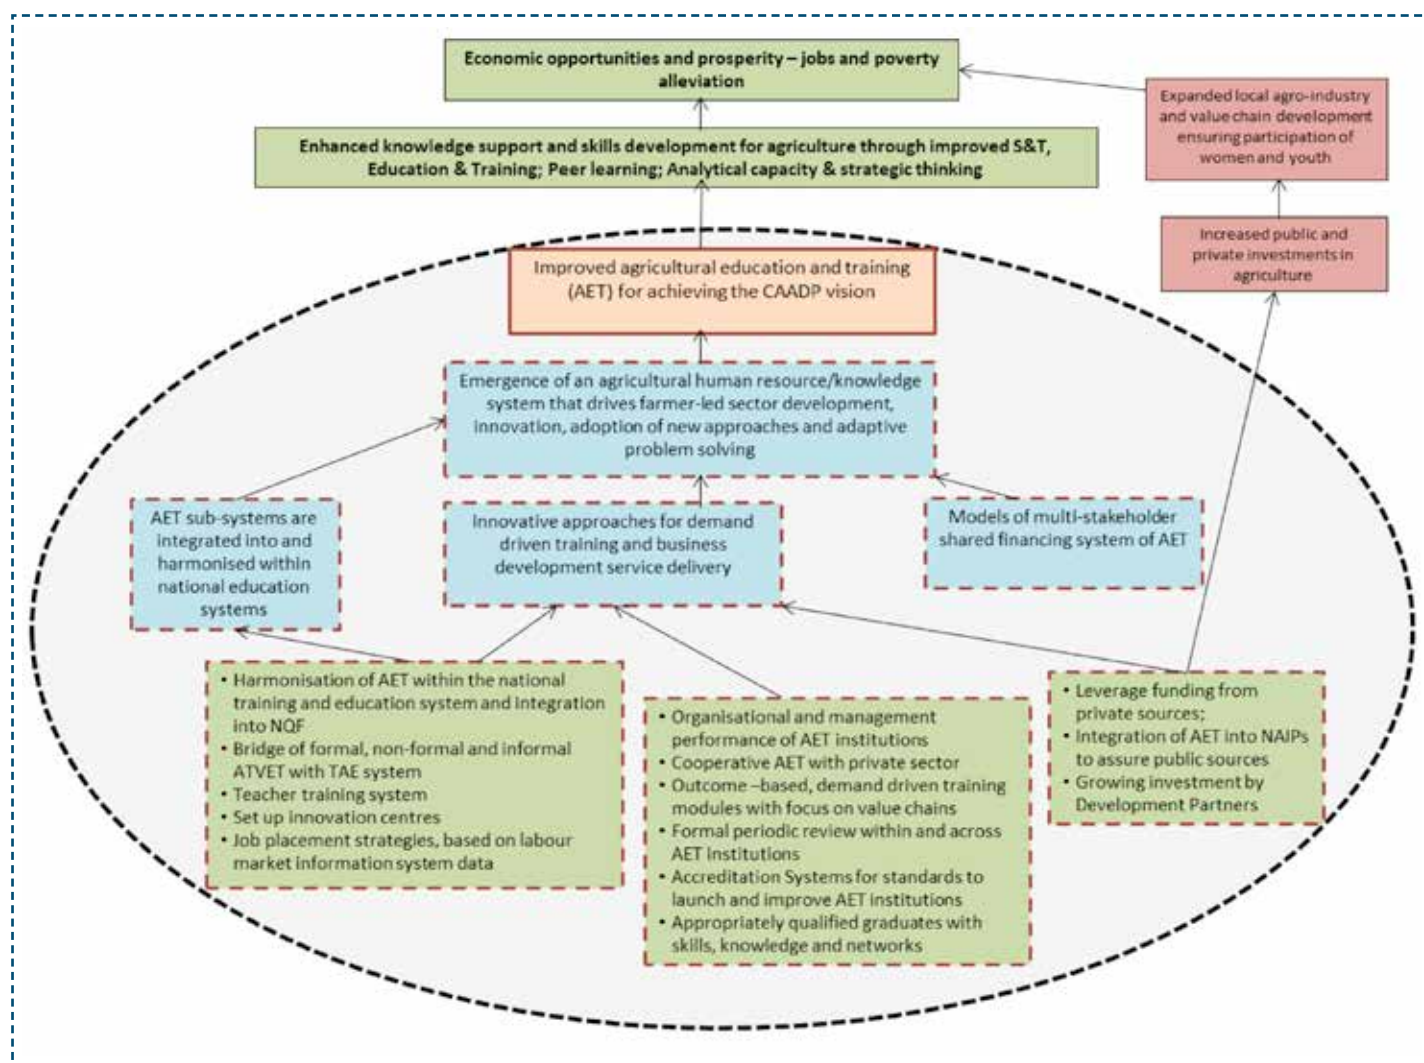 Economic opportunities and prosperity – jobs and poverty
alleviation
Expanded local agro-industry
and value chain development
ensuring participation of
women and youth
Enhanced knowledge support and skills development for agriculture through improved S&T,
Education & Training; Peer learning; Analytical capacity & strategic thinking
Increased public and
private investments in
agriculture
Improved agricultural education and training
(AET) for achieving the CAADP vision
Emergence of an agricultural human resource/knowledge
system that drives farmer-led sector development,
innovation, adoption of new approaches and adaptive
problem solving
AET sub-systems are
integrated into and
harmonised within
national education
systems
Innovative approaches for demand
driven training and business
development service delivery
Models of multi-stakeholder
shared financing system of AET
• Harmonisation of AET within the national
training and education system and integration
into NQF
• Bridge of formal, non-formal and informal
ATVET with TAE system
• Teacher training system
• Set up innovation centres
• Job placement strategies, based on labour
market information system data
• Organisational and management
performance of AET institutions
• Cooperative AET with private sector
• Outcome –based, demand driven training
modules with focus on value chains
• Formal periodic review within and across
AET Institutions
• Accreditation Systems for standards to
launch and improve AET institutions
• Appropriately qualified graduates with
skills, knowledge and networks
• Leverage funding from
private sources;
• Integration of AET into NAIPs
to assure public sources
• Growing investment by
Development Partners